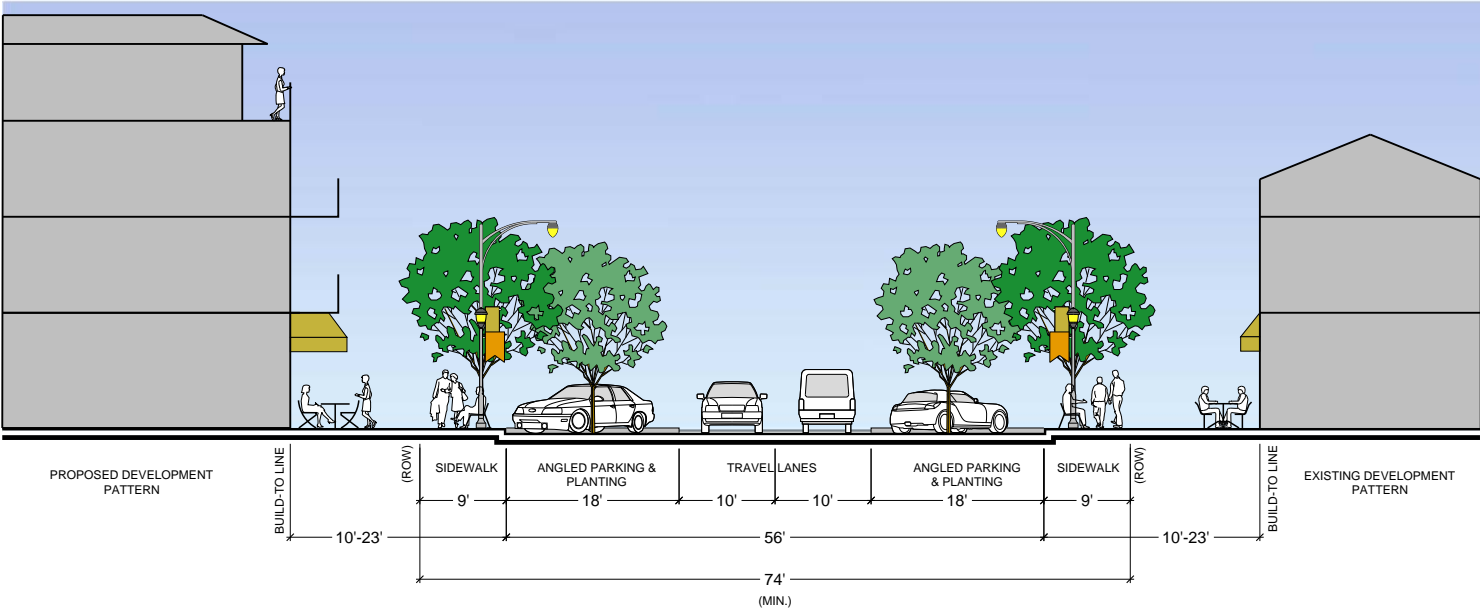 PROPOSED DEVELOPMENT
PATTERN
BUILD-TO LINE
(ROW)
SIDEWALK
ANGLED PARKING &
PLANTING
TRAVEL LANES
ANGLED PARKING
& PLANTING
SIDEWALK
(ROW)
BUILD-TO LINE
EXISTING DEVELOPMENT
PATTERN
9'
18'
10'
10'
18'
9'
10'-23'
56'
10'-23'
74'
(MIN.)